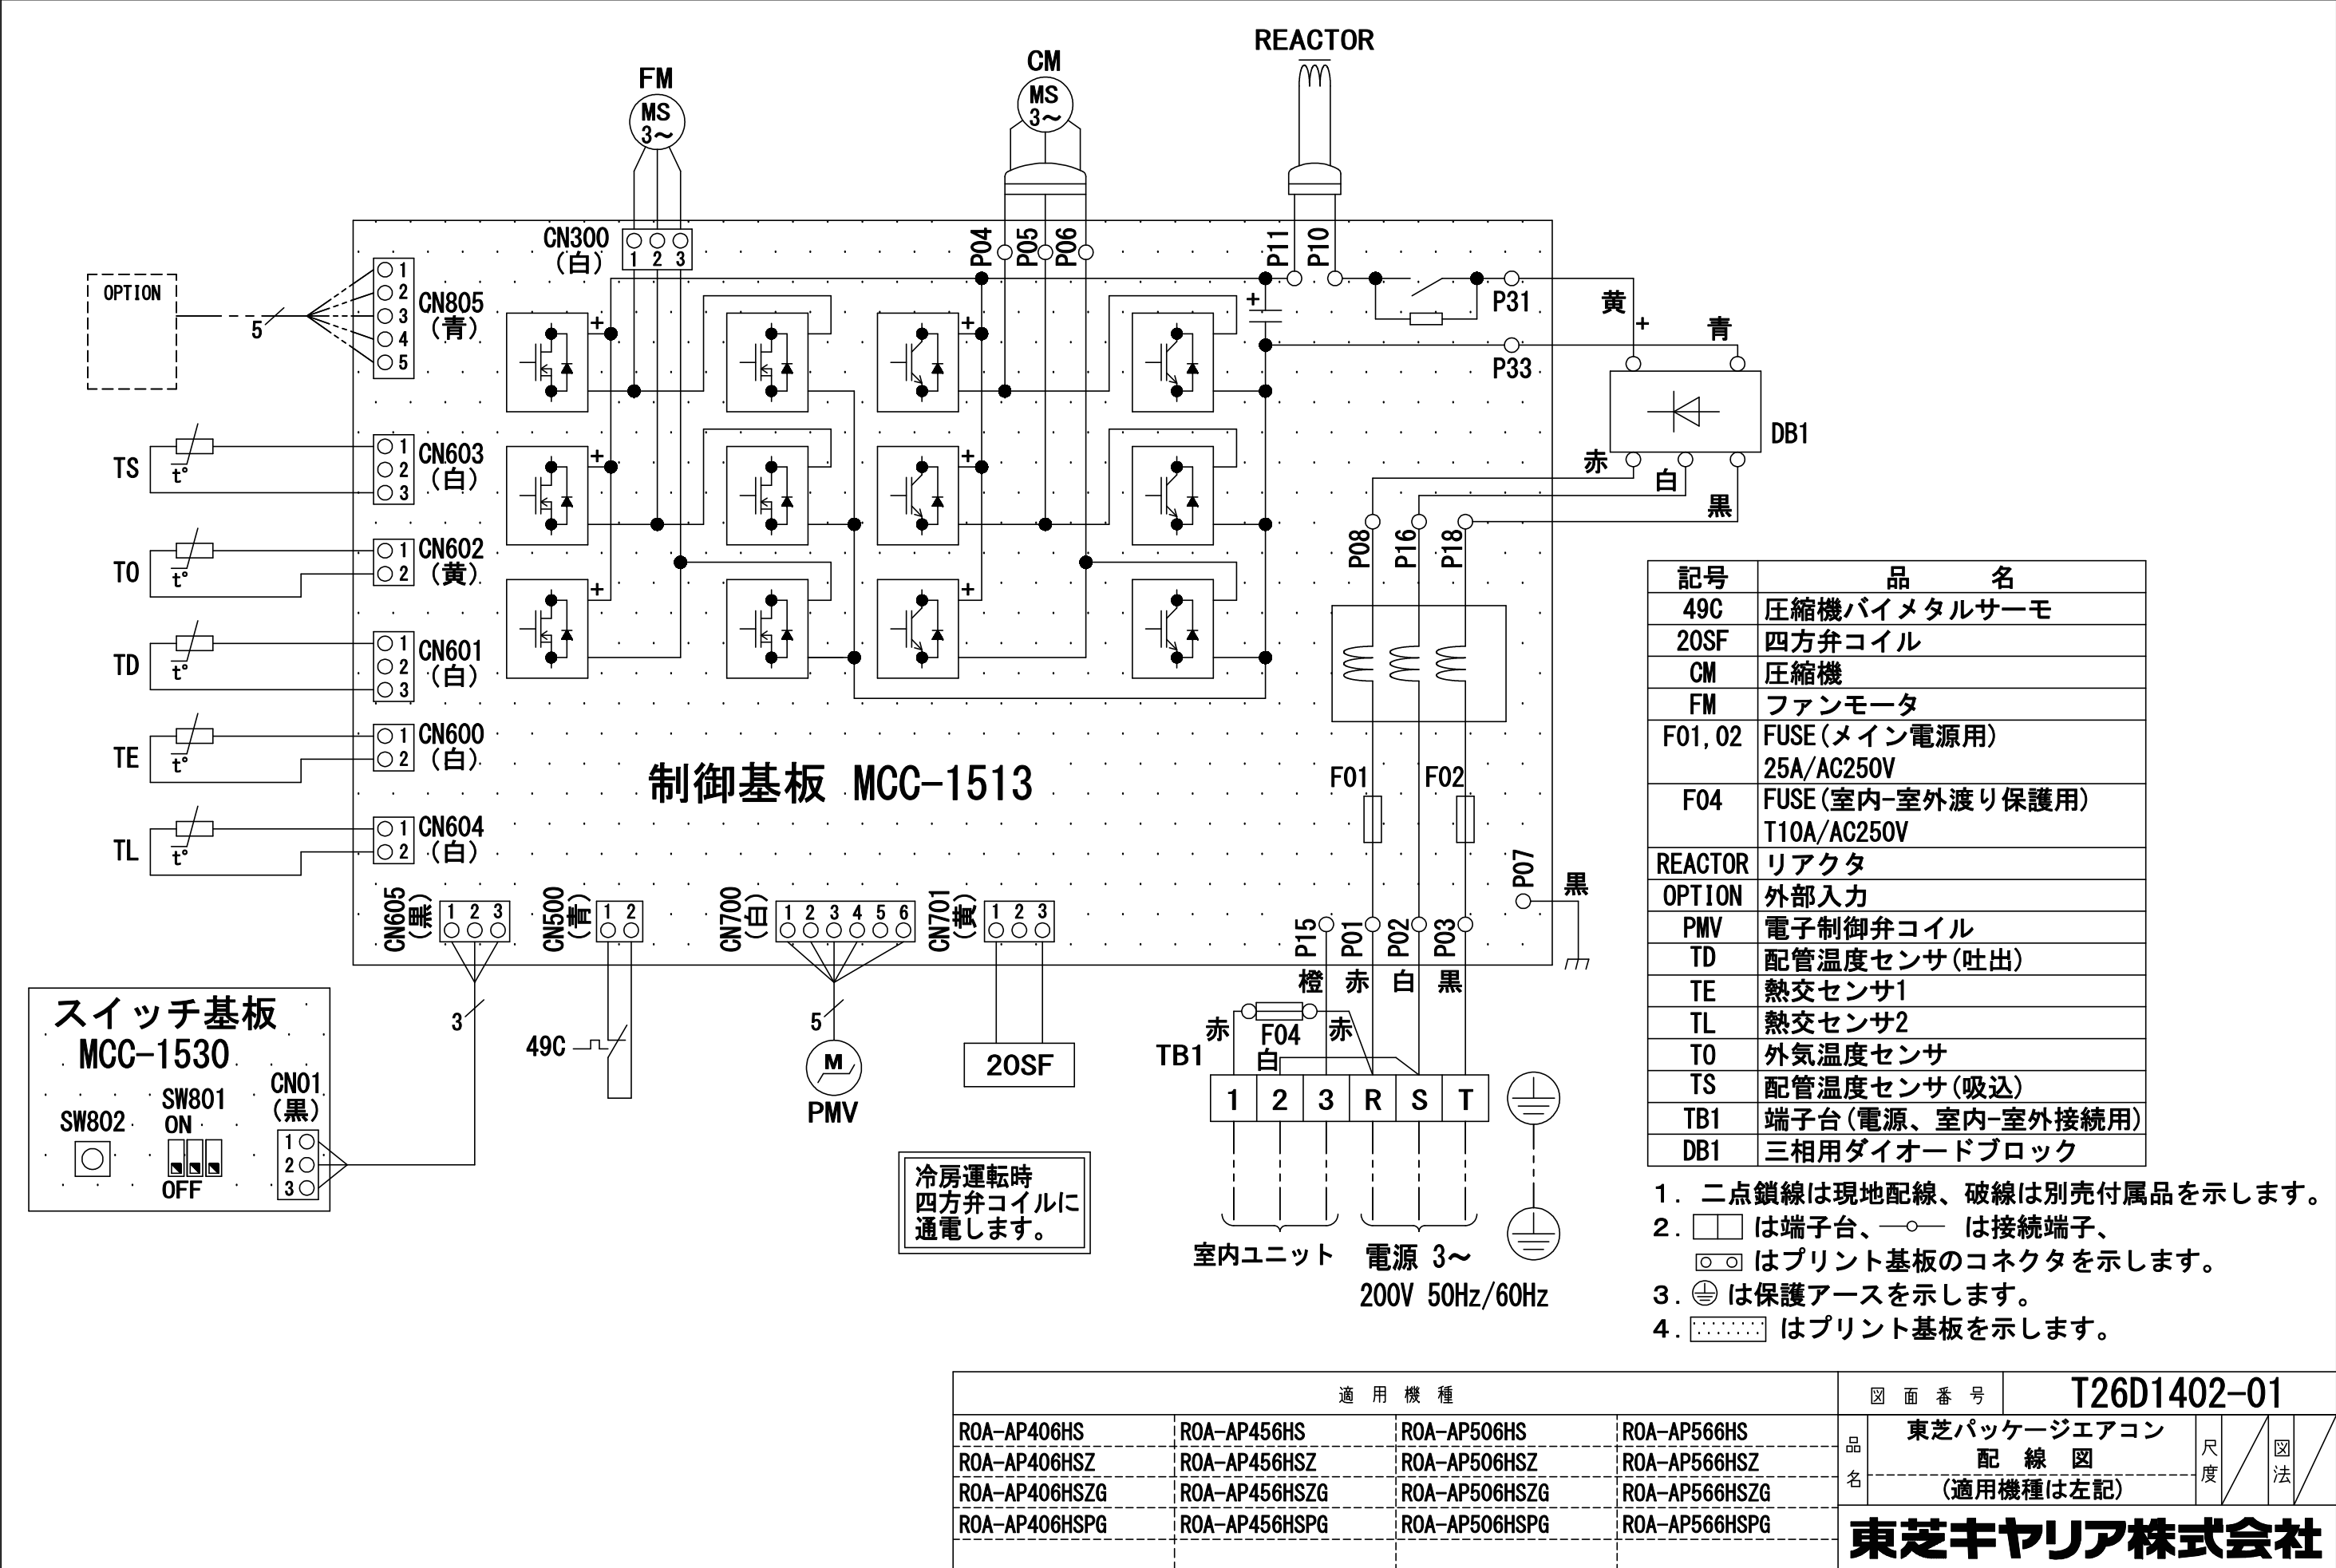 REACTOR
CM
FM
MS
3～
MS
3～
CN300
(白)
1 2 3
P04
P05
P06
P11
P10
OPTION
5
1
2
3
4
5
CN805
(青)
+
+
+
P31
黄
+
青
P33
DB1
TS
t°
1
2
3
CN603
(白)
+
+
赤
白
黒
TO
t°
1
2
CN602
(黄)
P08
P16
P18
+
+
TD
t°
1
2
3
CN601
(白)
TE
t°
1
2
CN600
(白)
制御基板 MCC-1513
F01
F02
TL
t°
1
2
CN604
(白)
P07
黒
CN605
(黒)
1 2 3
CN500
(青)
1 2
CN700
(白)
1 2 3 4 5 6
CN701
(黄)
1 2 3
P15
P01
P02
P03
橙 赤 白 黒
3
49C
5
M
PMV
20SF
赤
F04
赤
白
TB1
1 2 3 R S T
室内ユニット
電源 3～
200V 50Hz/60Hz
スイッチ基板
MCC-1530
SW802
SW801
ON
OFF
CN01
(黒)
1
2
3
冷房運転時
四方弁コイルに
通電します。
記号 品 名
49C 圧縮機バイメタルサーモ
20SF 四方弁コイル
CM 圧縮機
FM ファンモータ
F01,02 FUSE(メイン電源用)
25A/AC250V
F04 FUSE(室内-室外渡り保護用)
T10A/AC250V
REACTOR リアクタ
OPTION 外部入力
PMV 電子制御弁コイル
TD 配管温度センサ(吐出)
TE 熱交センサ1
TL 熱交センサ2
TO 外気温度センサ
TS 配管温度センサ(吸込)
TB1 端子台(電源、室内-室外接続用)
DB1 三相用ダイオードブロック
1. 二点鎖線は現地配線、破線は別売付属品を示します。
2. は端子台、 は接続端子、
はプリント基板のコネクタを示します。
3. は保護アースを示します。
4. はプリント基板を示します。
適用機種
ROA-AP406HS ROA-AP456HS ROA-AP506HS ROA-AP566HS
ROA-AP406HSZ ROA-AP456HSZ ROA-AP506HSZ ROA-AP566HSZ
ROA-AP406HSZG ROA-AP456HSZG ROA-AP506HSZG ROA-AP566HSZG
ROA-AP406HSPG ROA-AP456HSPG ROA-AP506HSPG ROA-AP566HSPG
図面番号 T26D1402-01
品名
東芝パッケージエアコン
配 線 図
(適用機種は左記)
尺度
図法
東芝キヤリア株式会社